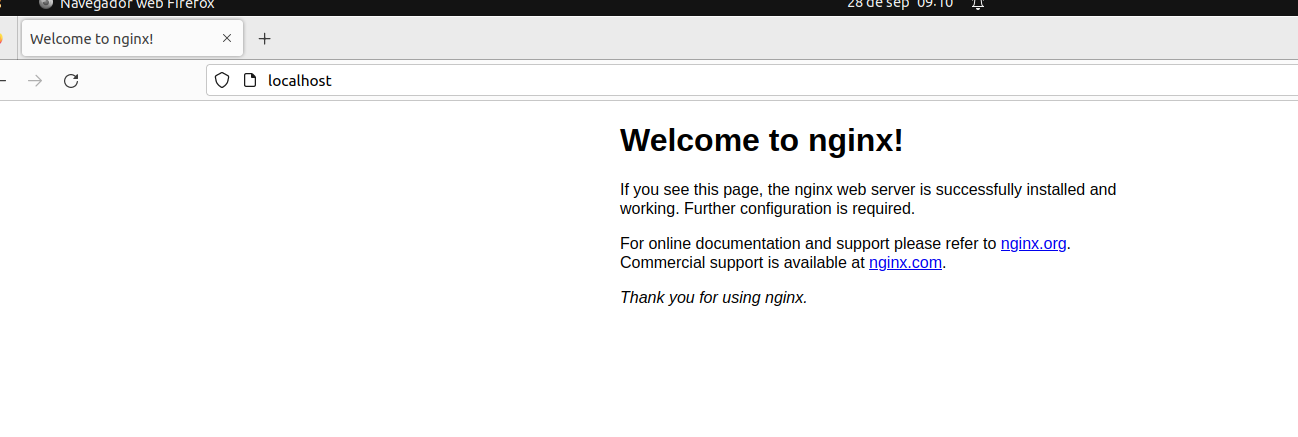 Navegador web Firefox
28 de sep 09:10
Welcome to nginx!
localhost
Welcome to nginx!
If you see this page, the nginx web server is successfully installed and
working. Further configuration is required.
For online documentation and support please refer to nginx.org.
Commercial support is available at nginx.com.
Thank you for using nginx.